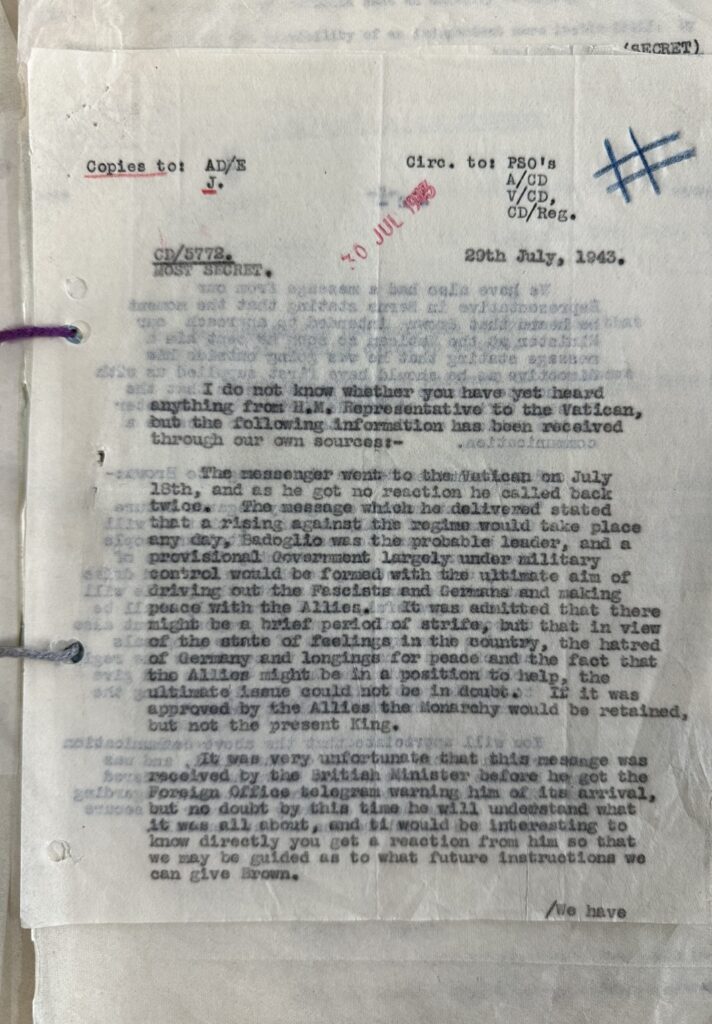 (SECRET)
Copies to: AD/E
J.
Circ. to: PSO's
A/CD
V/CD,
CD/Reg.
30 JUL 1943
CD/5772.
MOST SECRET.
29th July, 1943.
I do not know whether you have yet heard
anything from H.M. Representative to the Vatican,
but the following information has been received
through our own sources:-
The messenger went to the Vatican on July
18th, and as he got no reaction he called back
twice. The message which he delivered stated
that a rising against the regime would take place
any day, Badoglio was the probable leader, and a
provisional Government largely under military
control would be formed with the ultimate aim of
driving out the Fascists and Germans and making
peace with the Allies. It was admitted that there
might be a brief period of strife, but that in view
of the state of feelings in the country, the hatred
of Germany and longings for peace and the fact that
the Allies might be in a position to help, the
ultimate issue could not be in doubt. If it was
approved by the Allies the Monarchy would be retained,
but not the present King.
It was very unfortunate that this message was
received by the British Minister before he got the
Foreign Office telegram warning him of its arrival,
but no doubt by this time he will understand what
it was all about, and ti would be interesting to
know directly you get a reaction from him so that
we may be guided as to what future instructions we
can give Brown.
/We have